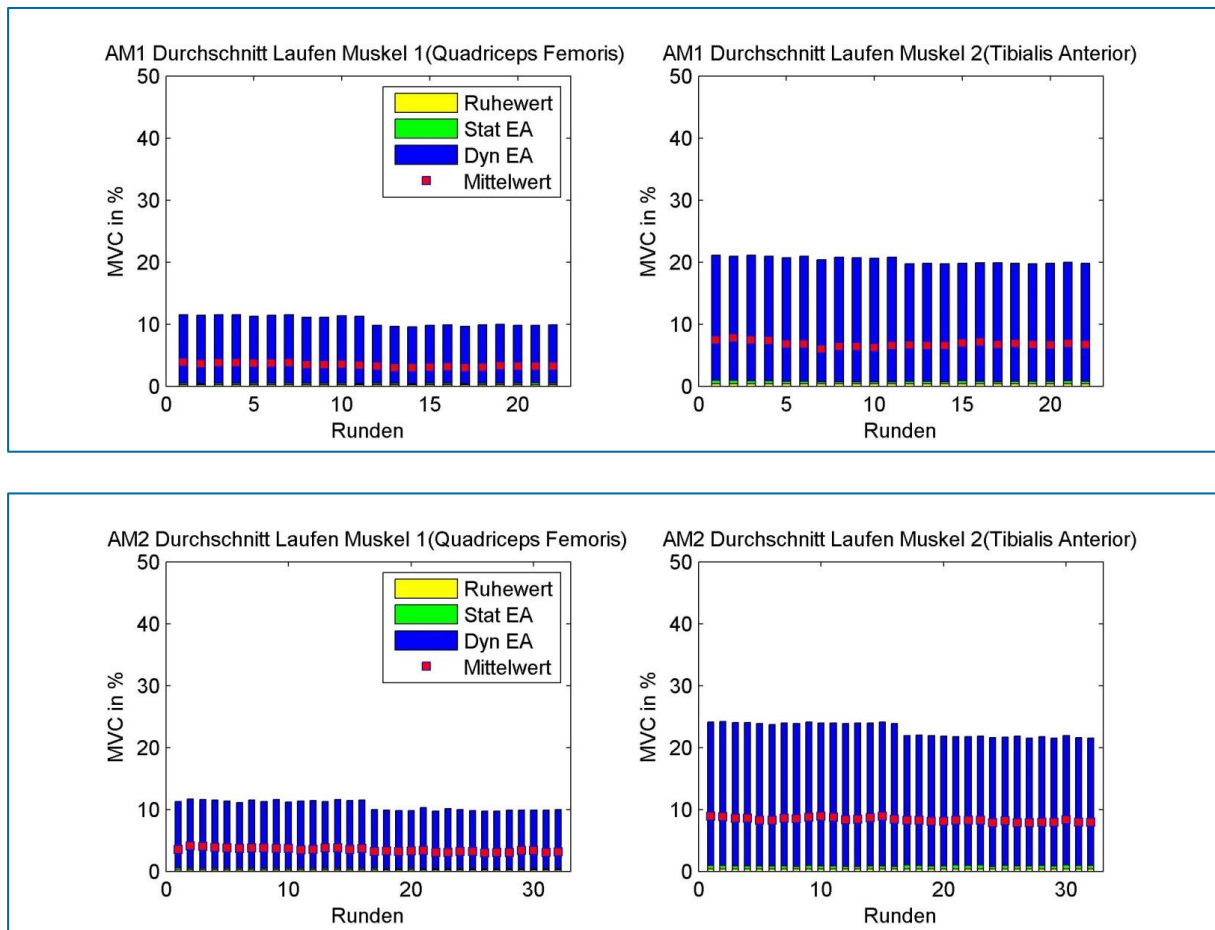 AM1 Durchschnitt Laufen Muskel 1(Quadriceps Femoris)
50
40
30
20
10
0
MVC in %
Ruhewert
Stat EA
Dyn EA
Mittelwert
0 5 10 15 20
Runden
AM1 Durchschnitt Laufen Muskel 2(Tibialis Anterior)
50
40
30
20
10
0
MVC in %
0 5 10 15 20
Runden
AM2 Durchschnitt Laufen Muskel 1(Quadriceps Femoris)
50
40
30
20
10
0
MVC in %
Ruhewert
Stat EA
Dyn EA
Mittelwert
0 10 20 30
Runden
AM2 Durchschnitt Laufen Muskel 2(Tibialis Anterior)
50
40
30
20
10
0
MVC in %
0 10 20 30
Runden